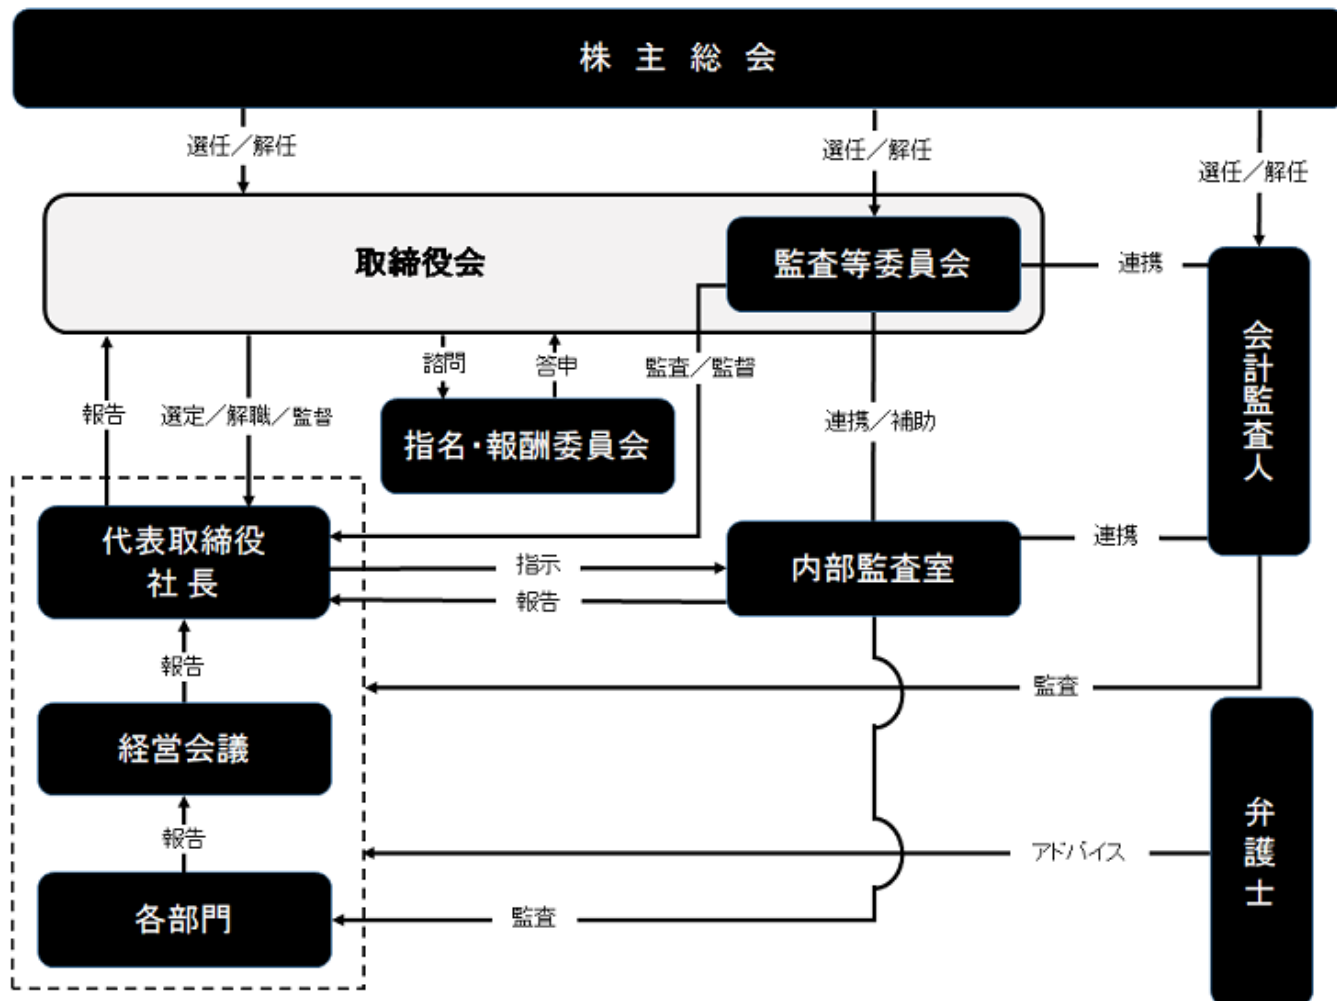 株主総会
選任／解任
選任／解任
選任／解任
取締役会
監査等委員会
連携
会計監査人
報告
選定／解職／監督
諮問
答申
監査／監督
連携／補助
指名・報酬委員会
代表取締役
社長
指示
報告
内部監査室
連携
報告
監査
経営会議
報告
アドバイス
弁護士
各部門
監査